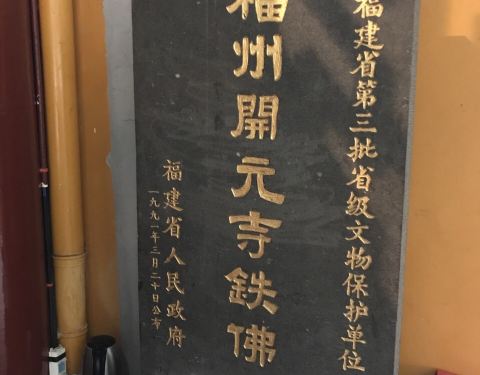 福建省第三批省级文物保护单位
福州開元寺鉄佛
福建省人民政府
一九九一年三月二十日公布